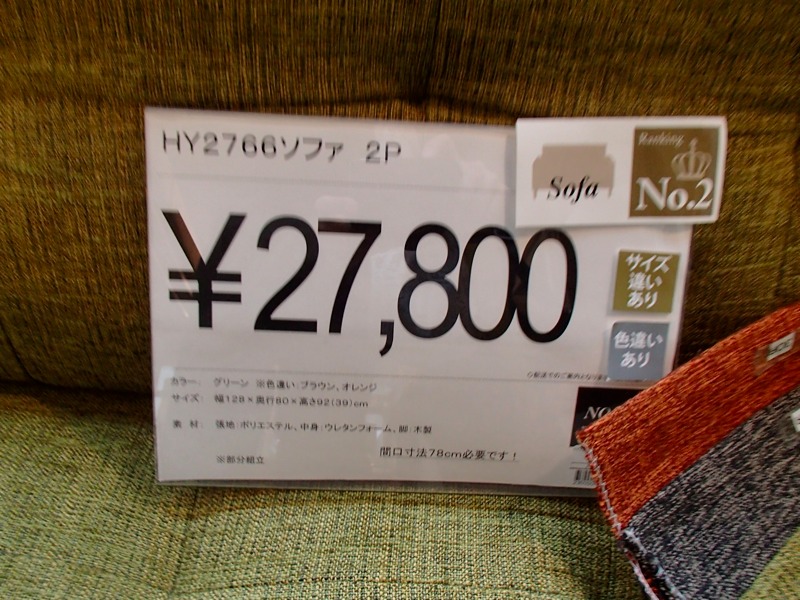 HY2766ソファ 2P
Sofa
Ranking
No.2
¥27,800
サイズ
違い
あり
色違い
あり
カラー: グリーン ※色違い:ブラウン、オレンジ
サイズ: 幅128×奥行80×高さ92(39)cm
素 材: 張地 ポリエステル、中身:ウレタンフォーム、脚:木製
※部分組立
間口寸法78cm必要です!
NO